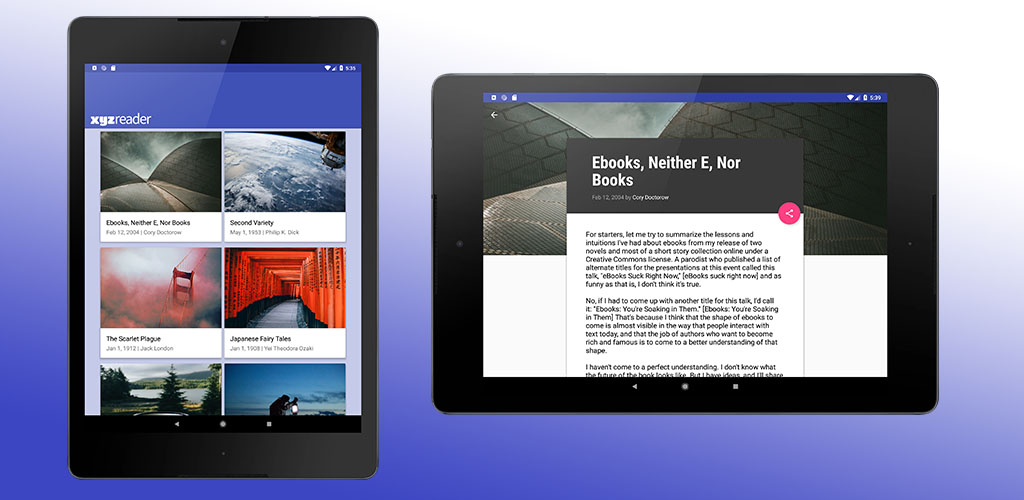 5:35
xyzreader
Ebooks, Neither E, Nor Books
Feb 12, 2004 | Cory Doctorow
Second Variety
May 1, 1953 | Philip K. Dick
The Scarlet Plague
Jan 1, 1912 | Jack London
Japanese Fairy Tales
Jan 1, 1908 | Yei Theodora Ozaki
5:39
Ebooks, Neither E, Nor
Books
Feb 12, 2004 by Cory Doctorow
For starters, let me try to summarize the lessons and
intuitions I've had about ebooks from my release of two
novels and most of a short story collection online under a
Creative Commons license. A parodist who published a list of
alternate titles for the presentations at this event called this
talk, "eBooks Suck Right Now," [eBooks suck right now] and as
funny as that is, I don't think it's true.
No, if I had to come up with another title for this talk, I'd call
it: "Ebooks: You're Soaking in Them." [Ebooks: You're Soaking
in Them] That's because I think that the shape of ebooks to
come is almost visible in the way that people interact with
text today, and that the job of authors who want to become
rich and famous is to come to a better understanding of that
shape.
I haven't come to a perfect understanding. I don't know what
the future of the book looks like. But I have ideas, and I'll share